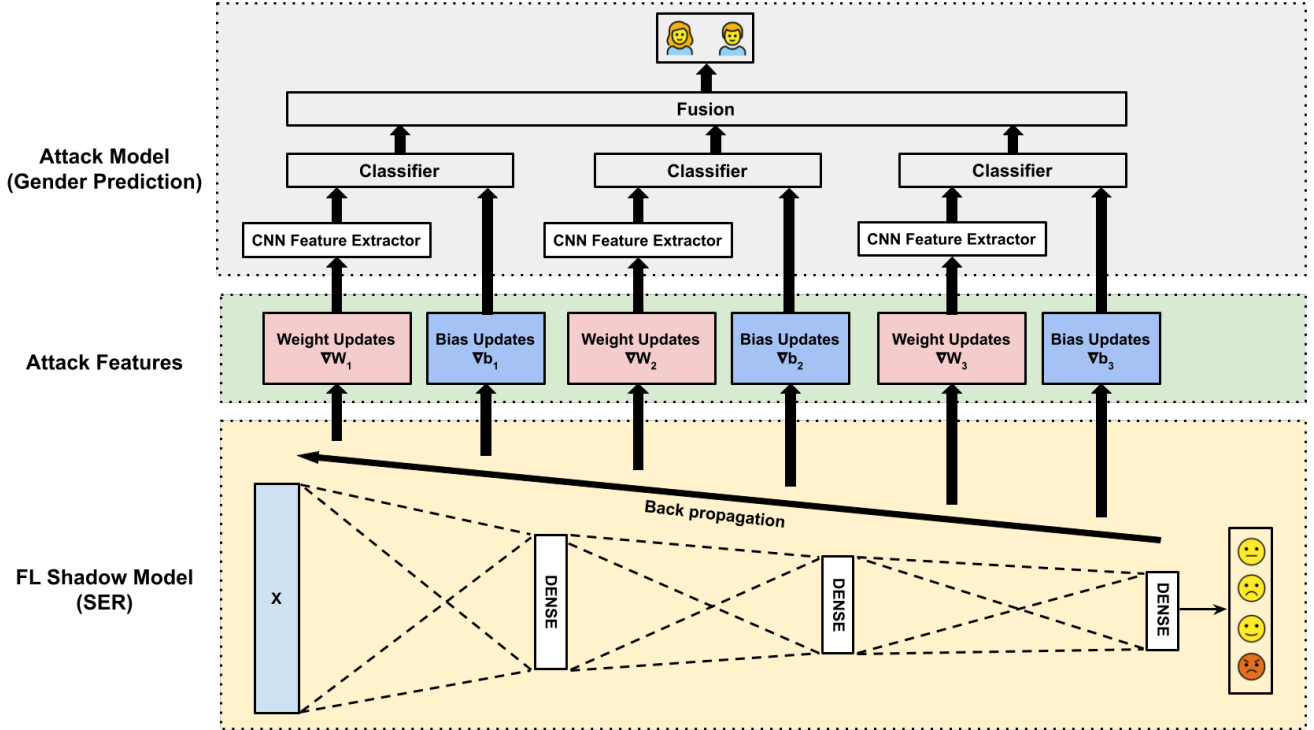 Fusion
Attack Model
(Gender Prediction)
Classifier
Classifier
Classifier
CNN Feature Extractor
CNN Feature Extractor
CNN Feature Extractor
Attack Features
Weight Updates
∇W₁
Bias Updates
∇b₁
Weight Updates
∇W₂
Bias Updates
∇b₂
Weight Updates
∇W₃
Bias Updates
∇b₃
Back propagation
FL Shadow Model
(SER)
X
DENSE
DENSE
DENSE